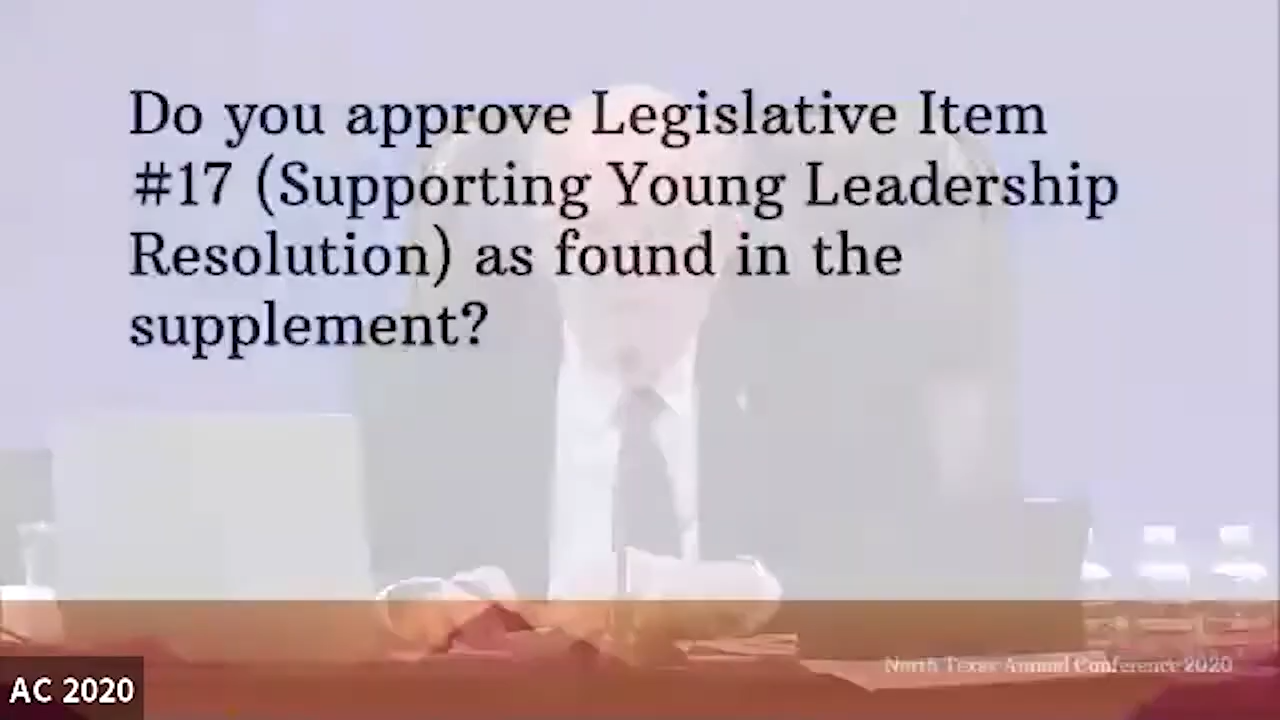 Do you approve Legislative Item
#17 (Supporting Young Leadership
Resolution) as found in the
supplement?
North Texas Annual Conference 2020
AC 2020